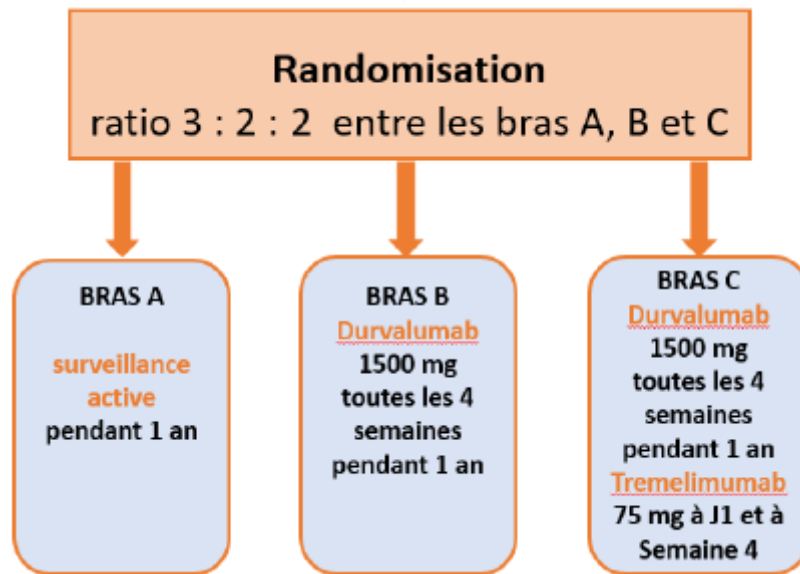 Randomisation
ratio 3 : 2 : 2 entre les bras A, B et C
BRAS A
surveillance
active
pendant 1 an
BRAS B
Durvalumab
1500 mg
toutes les 4
semaines
pendant 1 an
BRAS C
Durvalumab
1500 mg
toutes les 4
semaines
pendant 1 an
Tremelimumab
75 mg à J1 et à
Semaine 4